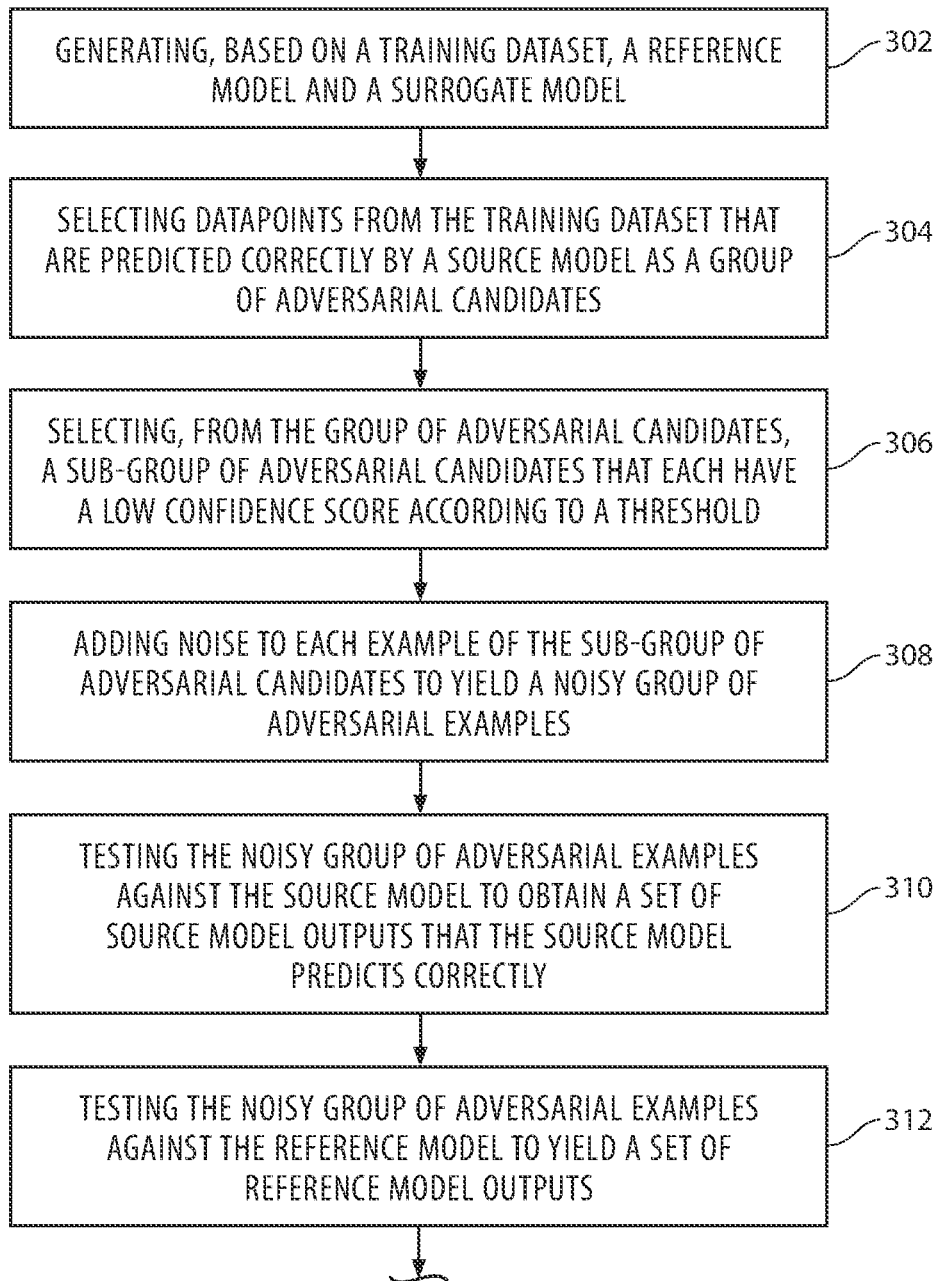 GENERATING, BASED ON A TRAINING DATASET, A REFERENCE
MODEL AND A SURROGATE MODEL
302
SELECTING DATAPOINTS FROM THE TRAINING DATASET THAT
ARE PREDICTED CORRECTLY BY A SOURCE MODEL AS A GROUP
OF ADVERSARIAL CANDIDATES
304
SELECTING, FROM THE GROUP OF ADVERSARIAL CANDIDATES,
A SUB-GROUP OF ADVERSARIAL CANDIDATES THAT EACH HAVE
A LOW CONFIDENCE SCORE ACCORDING TO A THRESHOLD
306
ADDING NOISE TO EACH EXAMPLE OF THE SUB-GROUP OF
ADVERSARIAL CANDIDATES TO YIELD A NOISY GROUP OF
ADVERSARIAL EXAMPLES
308
TESTING THE NOISY GROUP OF ADVERSARIAL EXAMPLES
AGAINST THE SOURCE MODEL TO OBTAIN A SET OF
SOURCE MODEL OUTPUTS THAT THE SOURCE MODEL
PREDICTS CORRECTLY
310
TESTING THE NOISY GROUP OF ADVERSARIAL EXAMPLES
AGAINST THE REFERENCE MODEL TO YIELD A SET OF
REFERENCE MODEL OUTPUTS
312